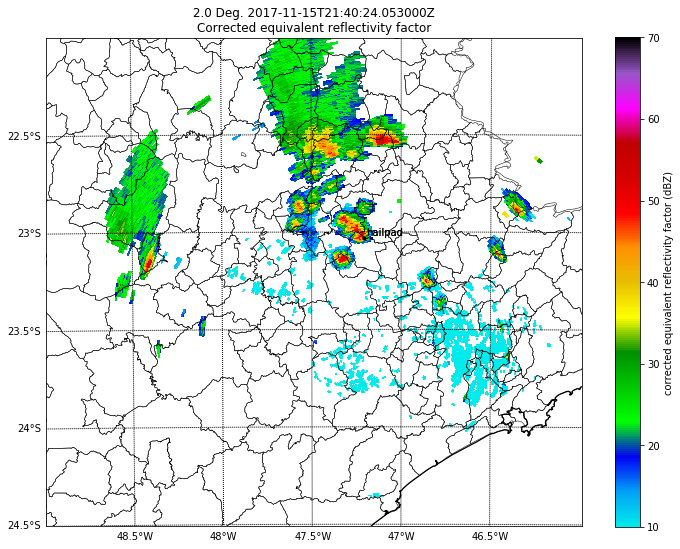 2.0 Deg. 2017-11-15T21:40:24.053000Z
Corrected equivalent reflectivity factor
70
60
50
40
30
20
10
corrected equivalent reflectivity factor (dBZ)
22.5°S
23°S
23.5°S
24°S
24.5°S
hailpad
48.5°W
48°W
47.5°W
47°W
46.5°W